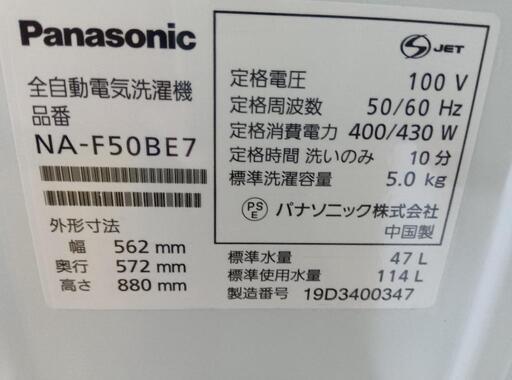 Panasonic
全自動電気洗濯機
品番
NA-F50BE7
外形寸法
幅 562 mm
奥行 572 mm
高さ 880 mm
S JET
定格電圧 100 V
定格周波数 50/60 Hz
定格消費電力 400/430 W
定格時間 洗いのみ 10分
標準洗濯容量 5.0 kg
PSE パナソニック株式会社
中国製
標準水量 47 L
標準使用水量 114 L
製造番号 19D3400347